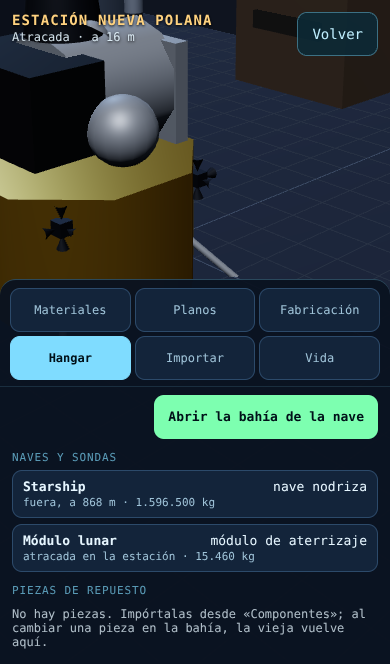 ESTACIÓN NUEVA POLANA
Atracada · a 16 m
Volver
Materiales
Planos
Fabricación
Hangar
Importar
Vida
Abrir la bahía de la nave
NAVES Y SONDAS
Starship nave nodriza
fuera, a 868 m · 1.596.500 kg
Módulo lunar módulo de aterrizaje
atracada en la estación · 15.460 kg
PIEZAS DE REPUESTO
No hay piezas. Impórtalas desde «Componentes»; al
cambiar una pieza en la bahía, la vieja vuelve
aquí.